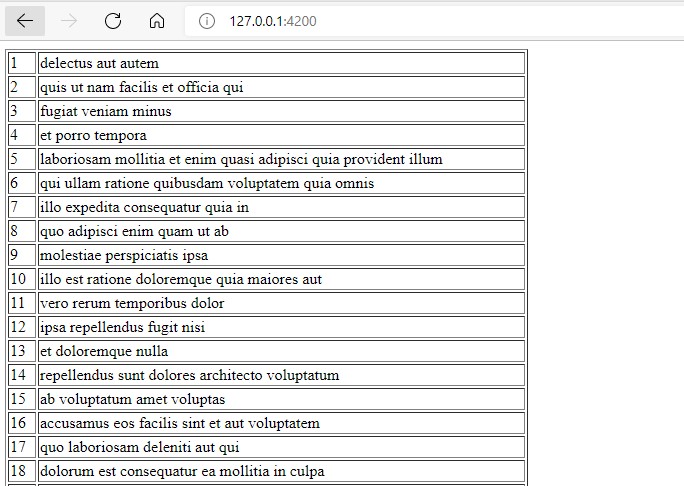 127.0.0.1:4200
1 delectus aut autem
2 quis ut nam facilis et officia qui
3 fugiat veniam minus
4 et porro tempora
5 laboriosam mollitia et enim quasi adipisci quia provident illum
6 qui ullam ratione quibusdam voluptatem quia omnis
7 illo expedita consequatur quia in
8 quo adipisci enim quam ut ab
9 molestiae perspiciatis ipsa
10 illo est ratione doloremque quia maiores aut
11 vero rerum temporibus dolor
12 ipsa repellendus fugit nisi
13 et doloremque nulla
14 repellendus sunt dolores architecto voluptatum
15 ab voluptatum amet voluptas
16 accusamus eos facilis sint et aut voluptatem
17 quo laboriosam deleniti aut qui
18 dolorum est consequatur ea mollitia in culpa